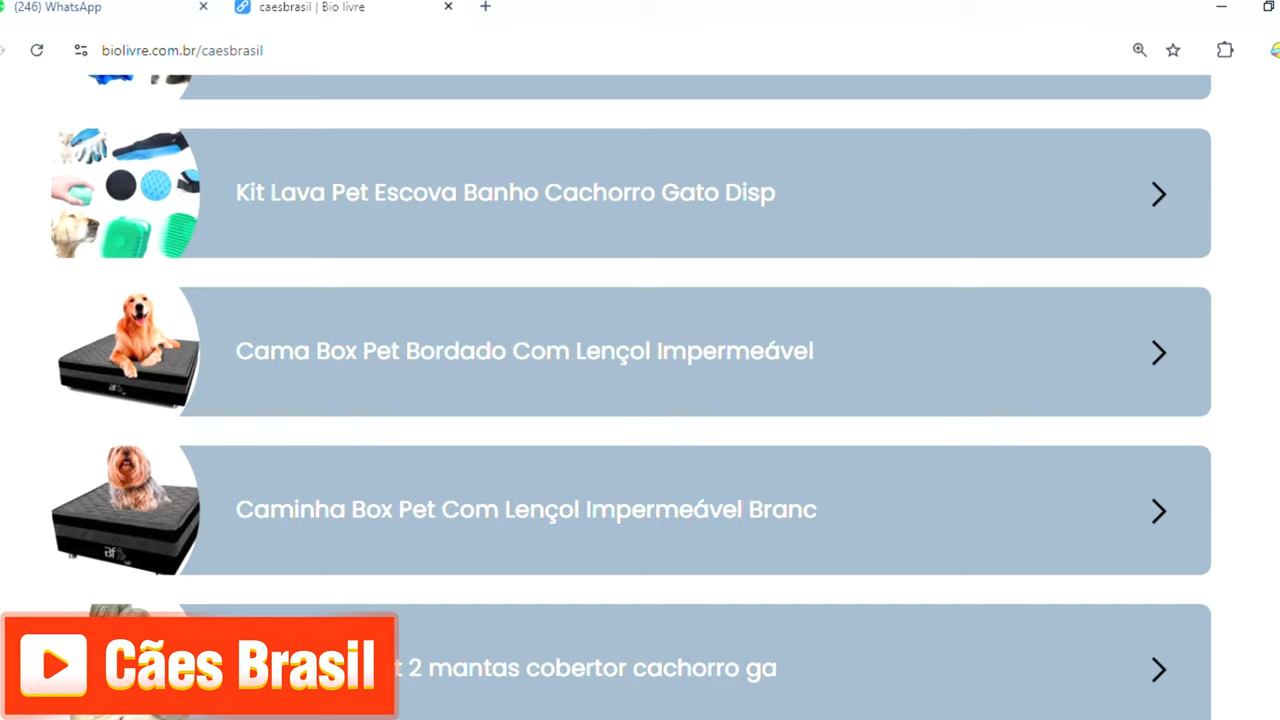 (246) WhatsApp
caesbrasil | Bio livre
biolivre.com.br/caesbrasil
Kit Lava Pet Escova Banho Cachorro Gato Disp
Cama Box Pet Bordado Com Lençol Impermeável
Caminha Box Pet Com Lençol Impermeável Branc
t 2 mantas cobertor cachorro ga
Cães Brasil